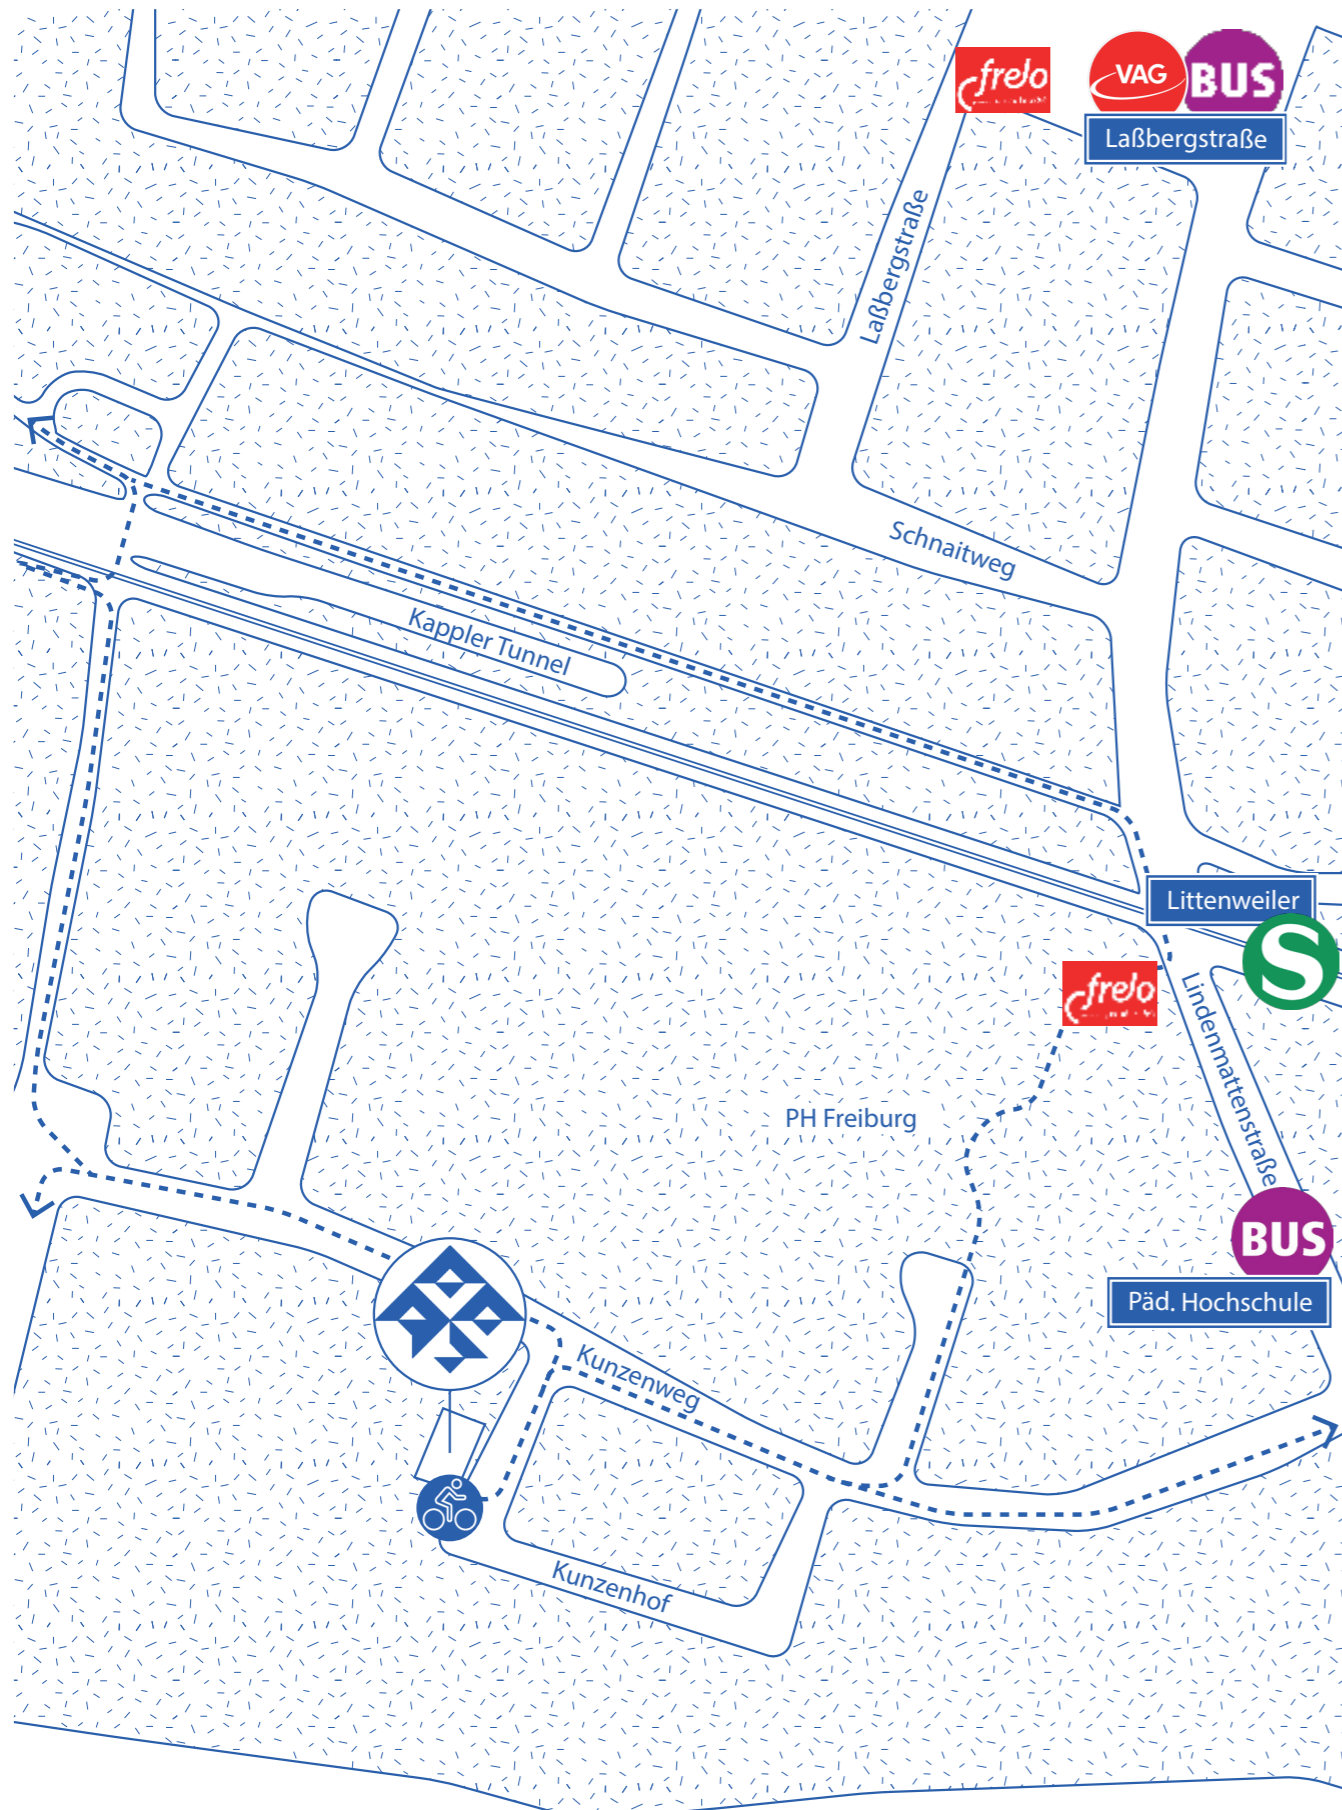 frelo
VAG
BUS
Laßbergstraße
Laßbergstraße
Schnaitweg
Kappler Tunnel
Littenweiler
S
frelo
Lindenmattenstraße
PH Freiburg
BUS
Päd. Hochschule
Kunzenweg
Kunzenhof